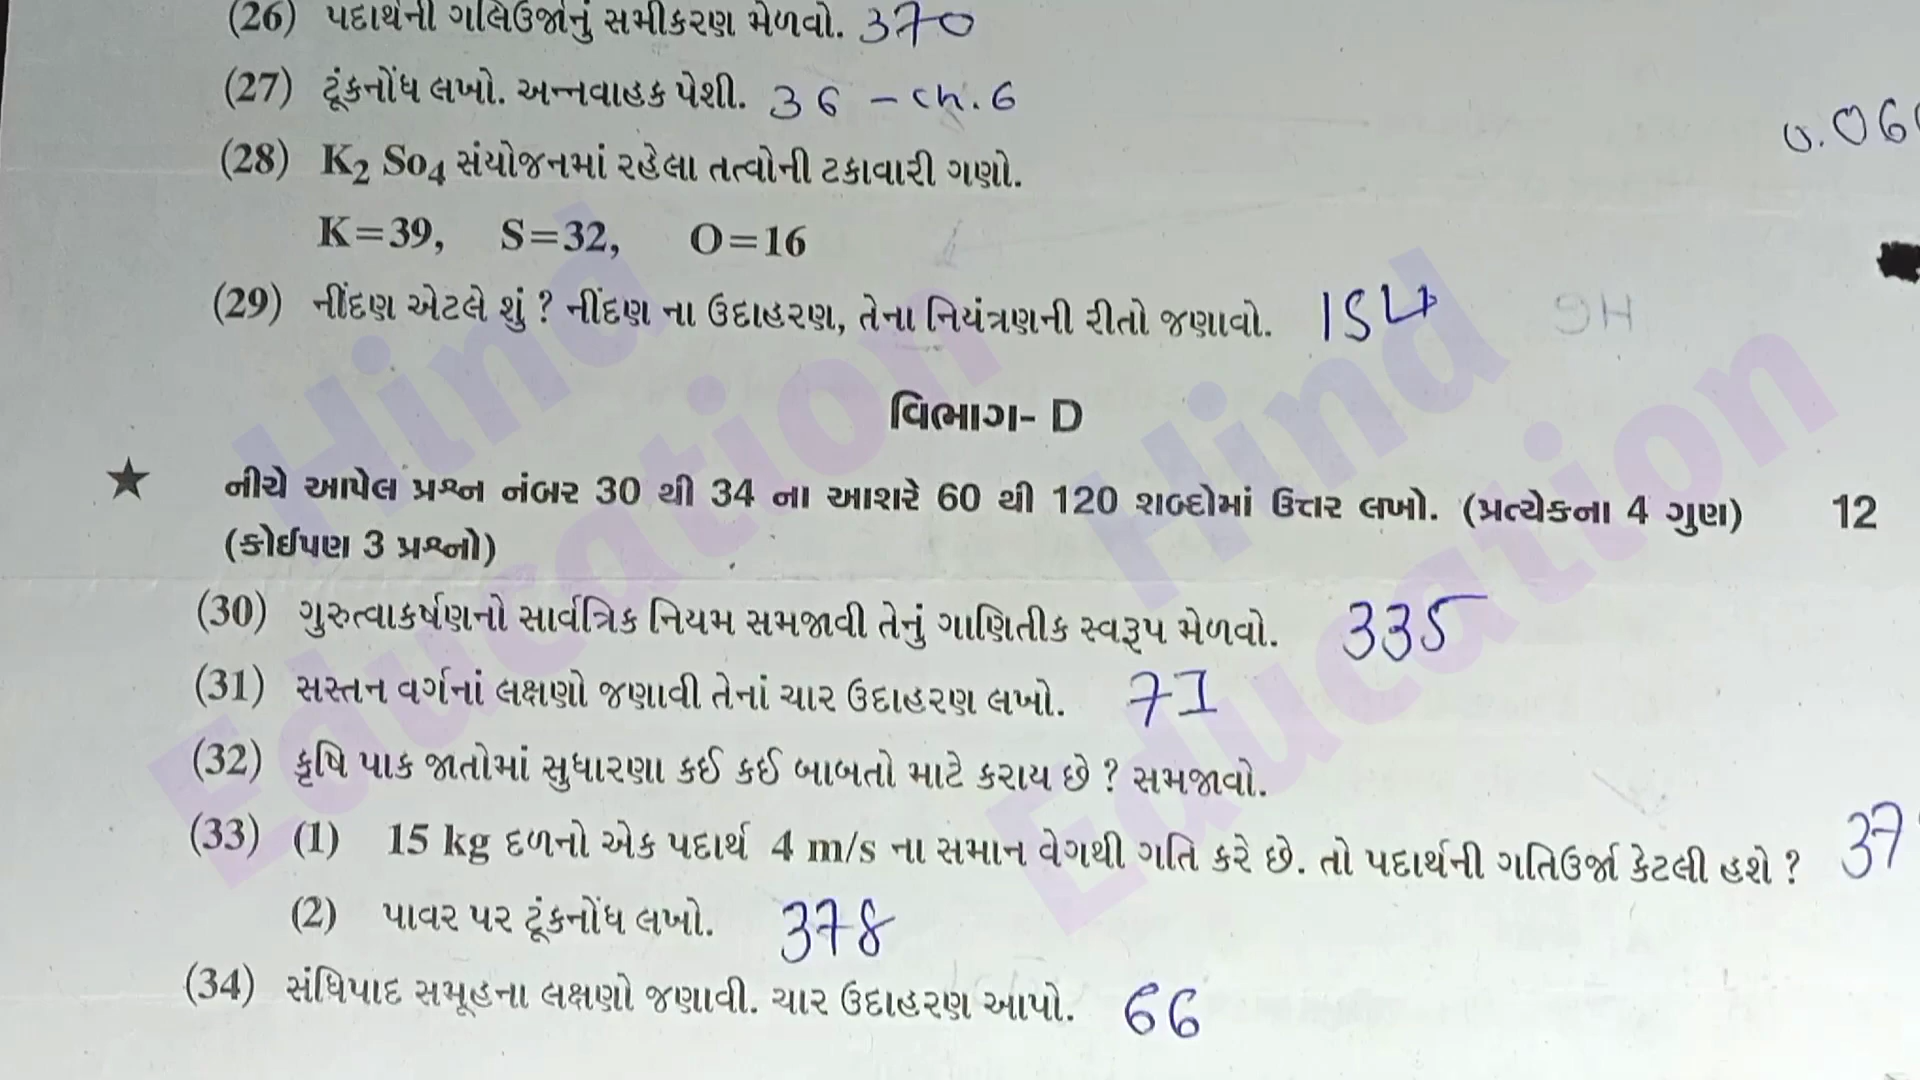 (26) પદાર્થની ગતિઉર્જાનું સમીકરણ મેળવો. 370
(27) ટૂંકનોંધ લખો. અન્નવાહક પેશી. 36 – ch. 6
(28) K₂ So₄ સંયોજનમાં રહેલા તત્વોની ટકાવારી ગણો.
0.06
K=39, S=32, O=16
(29) નીંદણ એટલે શું ? નીંદણ ના ઉદાહરણ, તેના નિયંત્રણની રીતો જણાવો. 154
વિભાગ- D
★ નીચે આપેલ પ્રશ્ન નંબર 30 થી 34 ના આશરે 60 થી 120 શબ્દોમાં ઉત્તર લખો. (પ્રત્યેકના 4 ગુણ) 12
(કોઈપણ 3 પ્રશ્નો)
(30) ગુરુત્વાકર્ષણનો સાર્વત્રિક નિયમ સમજાવી તેનું ગાણિતીક સ્વરૂપ મેળવો. 335
(31) સસ્તન વર્ગનાં લક્ષણો જણાવી તેનાં ચાર ઉદાહરણ લખો. 71
(32) કૃષિ પાક જાતોમાં સુધારણા કઈ કઈ બાબતો માટે કરાય છે ? સમજાવો.
(33) (1) 15 kg દળનો એક પદાર્થ 4 m/s ના સમાન વેગથી ગતિ કરે છે. તો પદાર્થની ગતિઉર્જા કેટલી હશે ? 37
(2) પાવર પર ટૂંકનોંધ લખો. 378
(34) સંધિપાદ સમૂહના લક્ષણો જણાવી. ચાર ઉદાહરણ આપો. 66
Hind Education
Hind Education